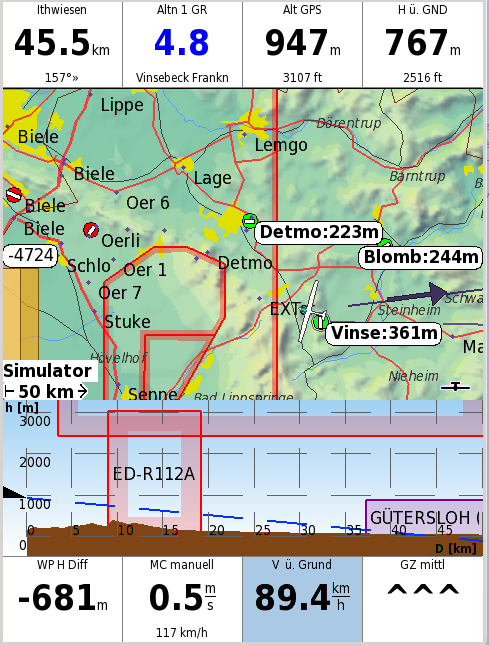 Ithwiesen Altn 1 GR Alt GPS H ü. GND
45.5km 4.8 947m 767m
157°» Vinsebeck Frankn 3107 ft 2516 ft
Lippe
Dörentrup
Biele
Lemgo
Biele
Lage
Barntrup
Biele
Oer 6
Biele
Oerli
Detmo:223m
-4724
Blomb:244m
Schlo
Oer 1
Detmo
Oer 7
Schwa
EXT
Steinheim
Stuke
Vinse:361m
Ma
Hövelhof
Simulator
Nieheim
50 km
Senne
Bad Lippspringe
h [m]
3000
2000
ED-R112A
1000
GÜTERSLOH (
0 5 10 15 20 25 30 35 40 45
0
D [km]
WP H Diff MC manuell V ü. Grund GZ mittl
-681m 0.5 m/s 89.4 km/h ^^^
117 km/h